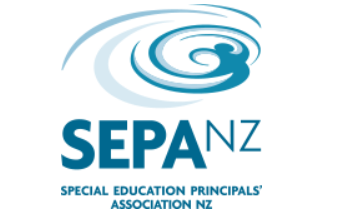 SEPANZ
SPECIAL EDUCATION PRINCIPALS'
ASSOCIATION NZ